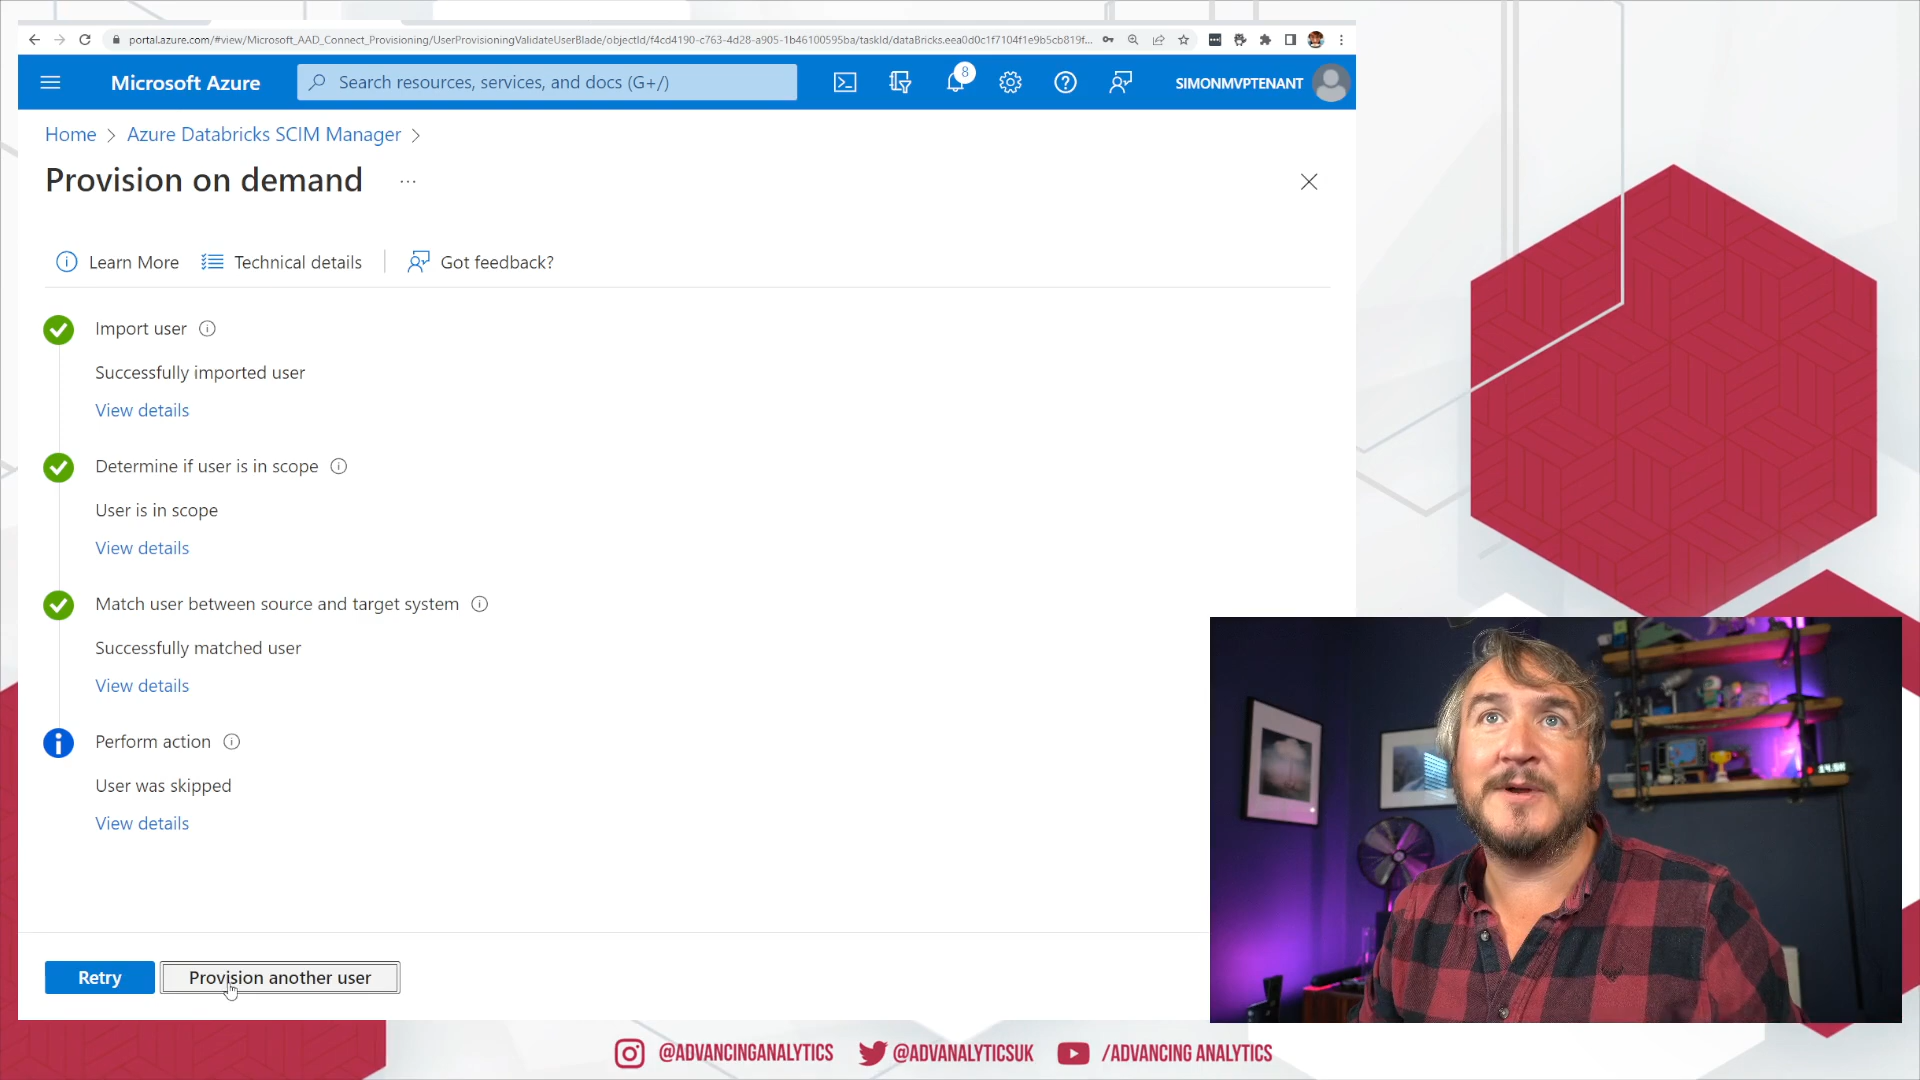 portal.azure.com/#view/Microsoft_AAD_Connect_Provisioning/UserProvisioningValidateUserBlade/objectId/f4cd4190-c763-4d28-a905-1b46100595ba/taskId/dataBricks.eea0d0c1f7104f1e9b5cb819f...
Microsoft Azure
Search resources, services, and docs (G+/)
8
SIMONMVPTENANT
Home > Azure Databricks SCIM Manager >
Provision on demand ...
Learn More
Technical details
Got feedback?
Import user
Successfully imported user
View details
Determine if user is in scope
User is in scope
View details
Match user between source and target system
Successfully matched user
View details
Perform action
User was skipped
View details
Retry
Provision another user
@ADVANCINGANALYTICS
@ADVANALYTICSUK
/ADVANCING ANALYTICS